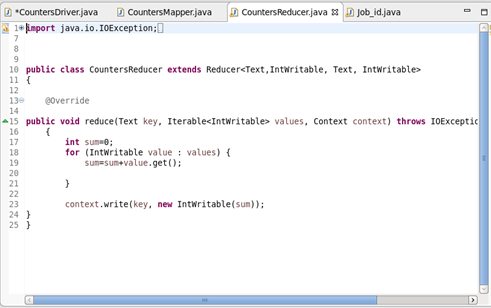 *CountersDriver.java CountersMapper.java CountersReducer.java Job_id.java
1 import java.io.IOException;
7
8
9
10 public class CountersReducer extends Reducer<Text,IntWritable, Text, IntWritable>
11 {
12
13 @Override
14
15 public void reduce(Text key, Iterable<IntWritable> values, Context context) throws IOExceptio
16 {
17 int sum=0;
18 for (IntWritable value : values) {
19 sum=sum+value.get();
20
21 }
22
23 context.write(key, new IntWritable(sum));
24 }
25 }